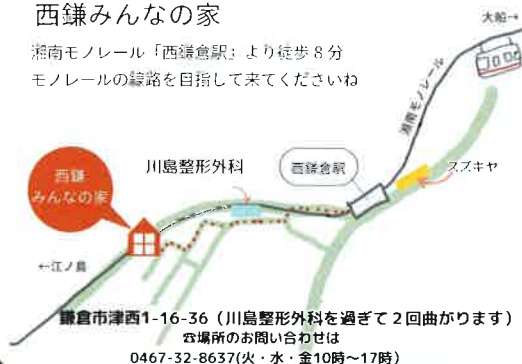 西鎌みんなの家
大船→
湘南モノレール「西鎌倉駅」より徒歩８分
モノレールの線路を目指して来てくださいね
湘南モノレール
西鎌
みんなの家
川島整形外科
西鎌倉駅
スズキヤ
←江ノ島
鎌倉市津西1-16-36（川島整形外科を過ぎて２回曲がります）
☎場所のお問い合わせは
0467-32-8637(火・水・金10時～17時)